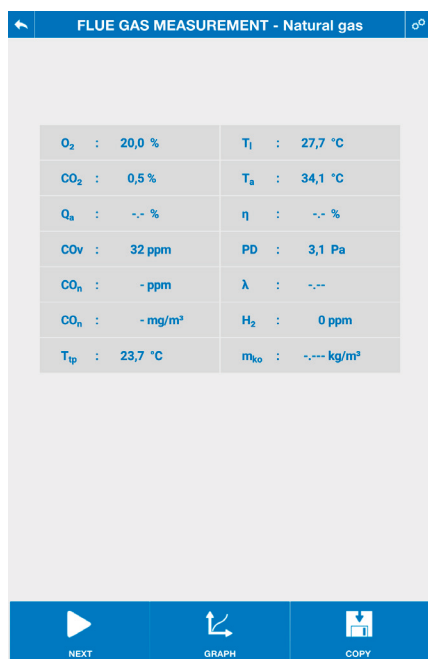 FLUE GAS MEASUREMENT - Natural gas
O₂ : 20,0 % Tₗ : 27,7 °C
CO₂ : 0,5 % Tₐ : 34,1 °C
Qₐ : -.- % η : -.- %
COv : 32 ppm PD : 3,1 Pa
COₙ : - ppm λ : -.--
COₙ : - mg/m³ H₂ : 0 ppm
Tₜₚ : 23,7 °C mₖₒ : -.--- kg/m³
NEXT GRAPH COPY